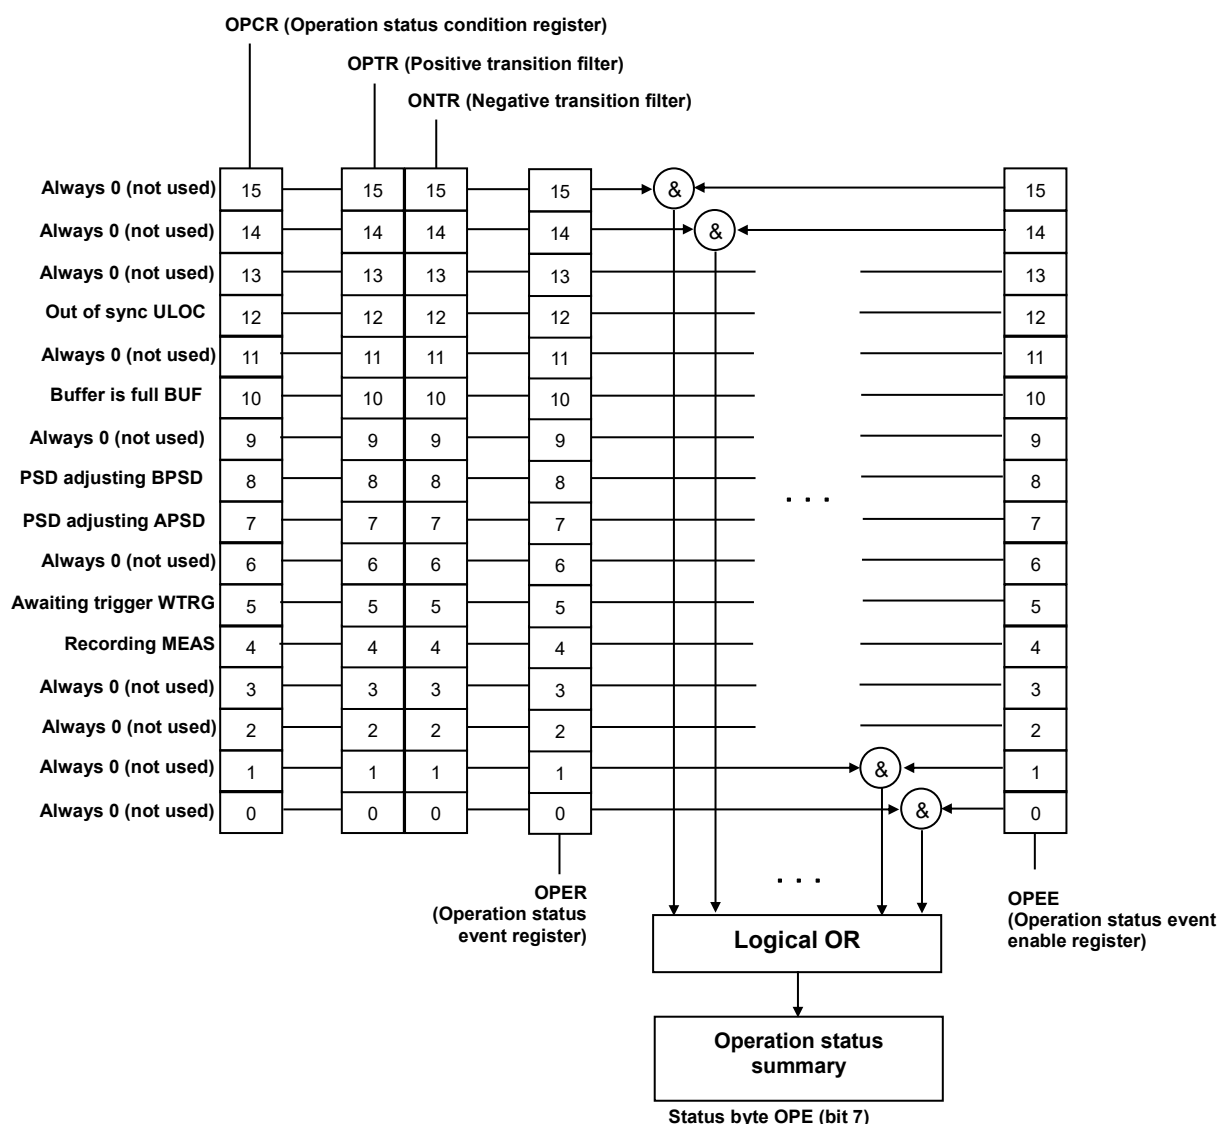 OPCR (Operation status condition register)
OPTR (Positive transition filter)
ONTR (Negative transition filter)
Always 0 (not used) 15 15 15 15 & 15
Always 0 (not used) 14 14 14 14 & 14
Always 0 (not used) 13 13 13 13 13
Out of sync ULOC 12 12 12 12 12
Always 0 (not used) 11 11 11 11 11
Buffer is full BUF 10 10 10 10 10
Always 0 (not used) 9 9 9 9 9
PSD adjusting BPSD 8 8 8 8 8
. . .
PSD adjusting APSD 7 7 7 7 7
Always 0 (not used) 6 6 6 6 6
Awaiting trigger WTRG 5 5 5 5 5
Recording MEAS 4 4 4 4 4
Always 0 (not used) 3 3 3 3 3
Always 0 (not used) 2 2 2 2 2
Always 0 (not used) 1 1 1 1 & 1
Always 0 (not used) 0 0 0 0 & 0
. . .
OPER
(Operation status
event register)
OPEE
(Operation status event
enable register)
Logical OR
Operation status
summary
Status byte OPE (bit 7)